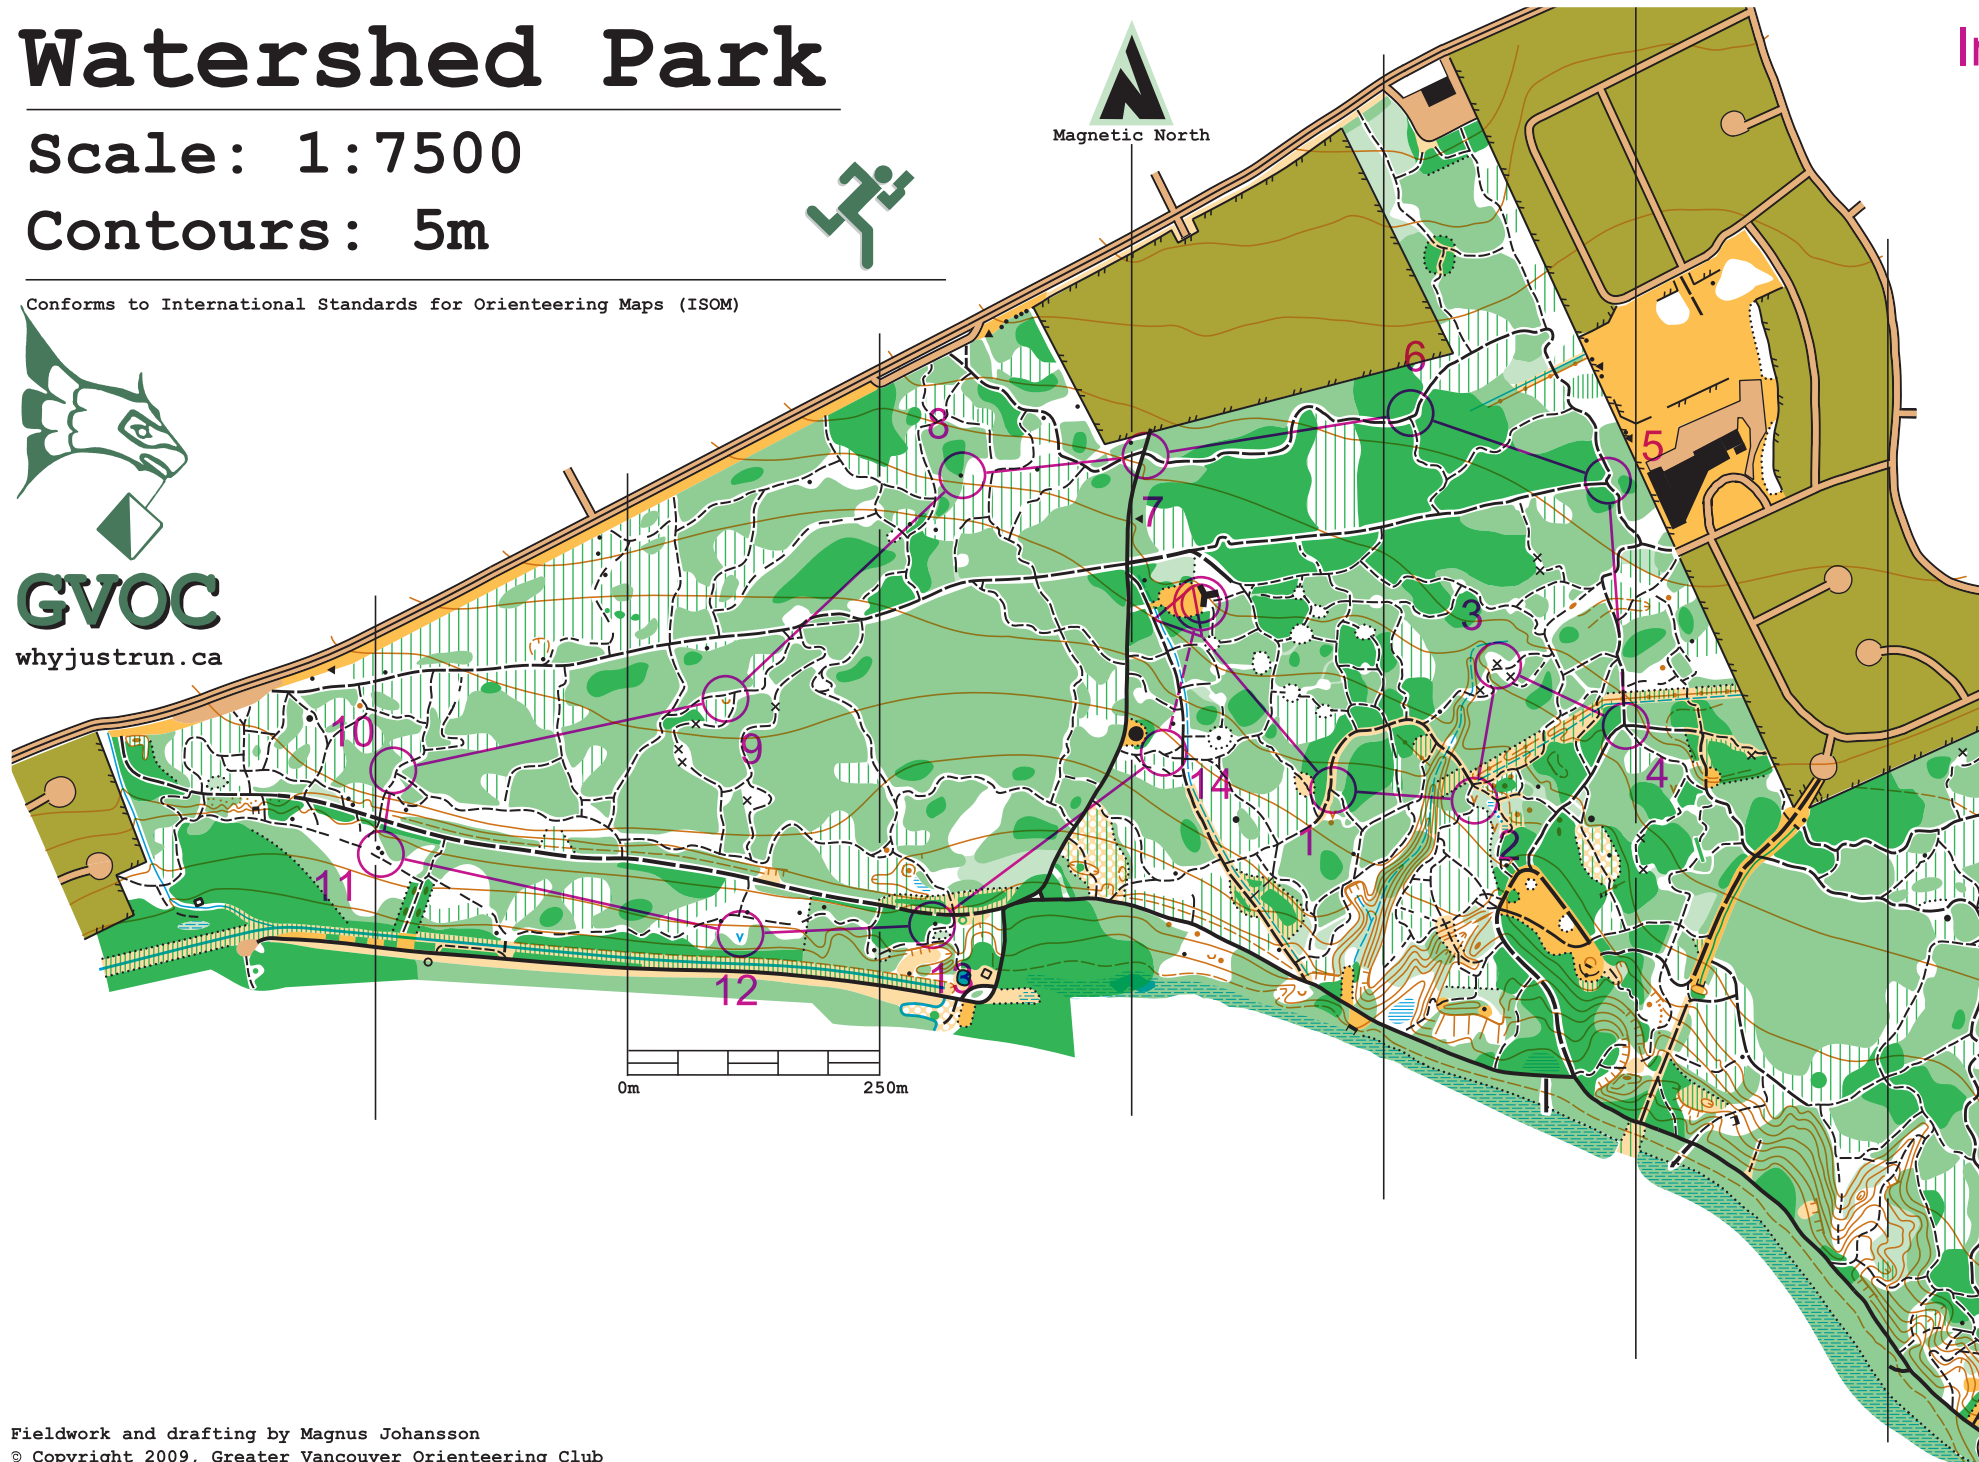 Watershed Park
Scale: 1:7500
Contours: 5m
Conforms to International Standards for Orienteering Maps (ISOM)
Magnetic North
GVOC
whyjustrun.ca
6
8
5
7
3
10
9
4
14
1
2
11
12
13
0m 250m
Fieldwork and drafting by Magnus Johansson
© Copyright 2009, Greater Vancouver Orienteering Club